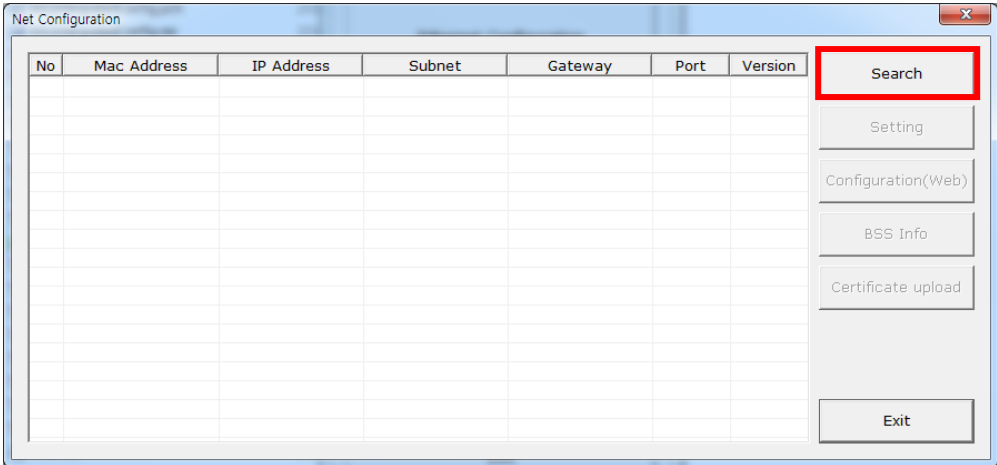 Net Configuration
No Mac Address IP Address Subnet Gateway Port Version
Search
Setting
Configuration(Web)
BSS Info
Certificate upload
Exit